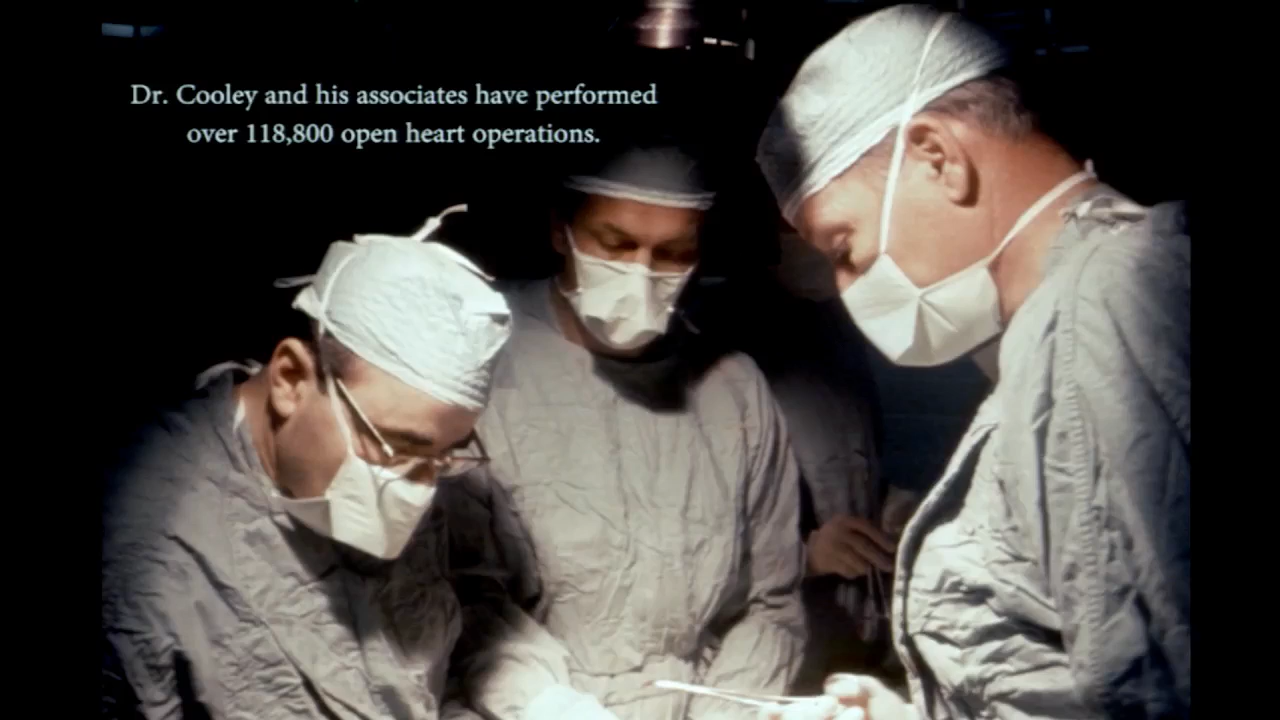 Dr. Cooley and his associates have performed
over 118,800 open heart operations.